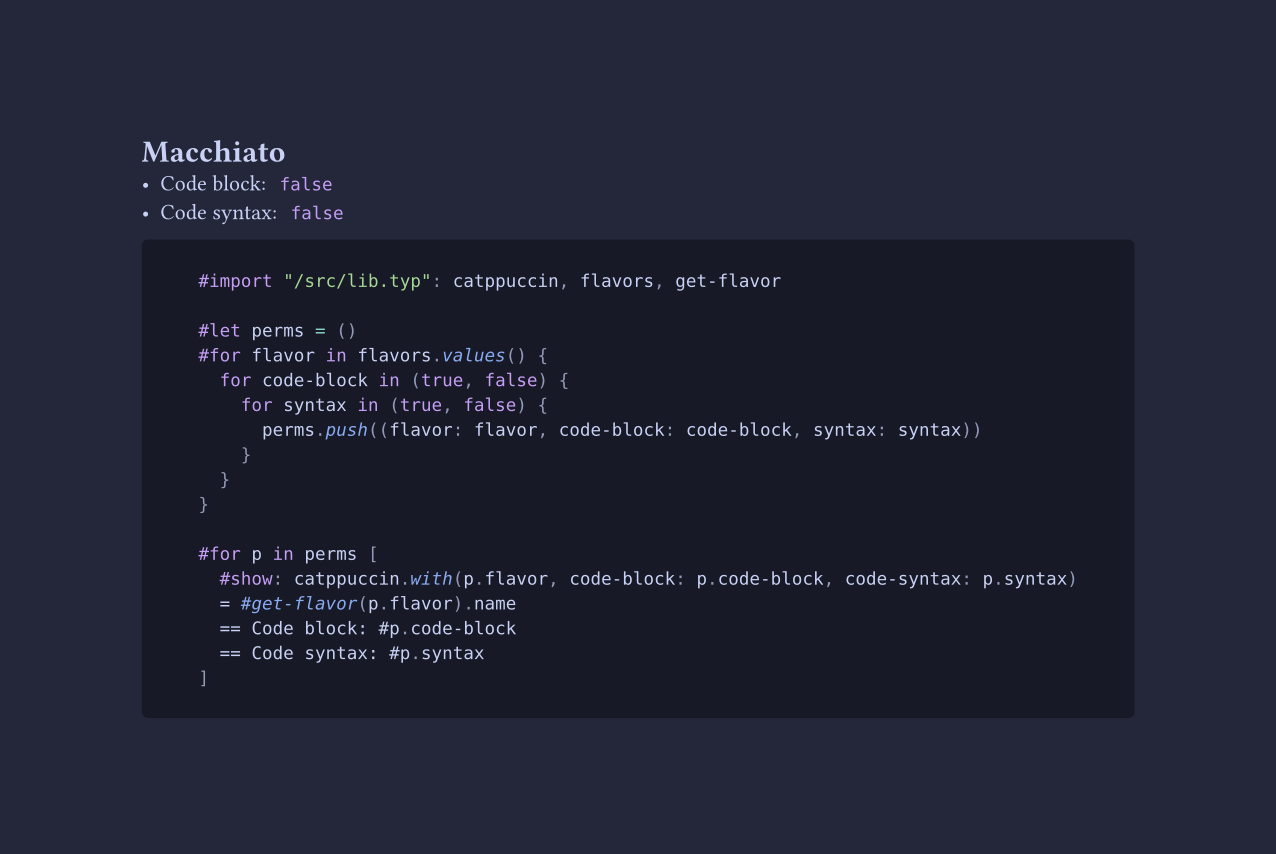 Macchiato
• Code block: false
• Code syntax: false
#import "/src/lib.typ": catppuccin, flavors, get-flavor
#let perms = ()
#for flavor in flavors.values() {
  for code-block in (true, false) {
    for syntax in (true, false) {
      perms.push((flavor: flavor, code-block: code-block, syntax: syntax))
    }
  }
}
#for p in perms [
  #show: catppuccin.with(p.flavor, code-block: p.code-block, code-syntax: p.syntax)
  = #get-flavor(p.flavor).name
  == Code block: #p.code-block
  == Code syntax: #p.syntax
]